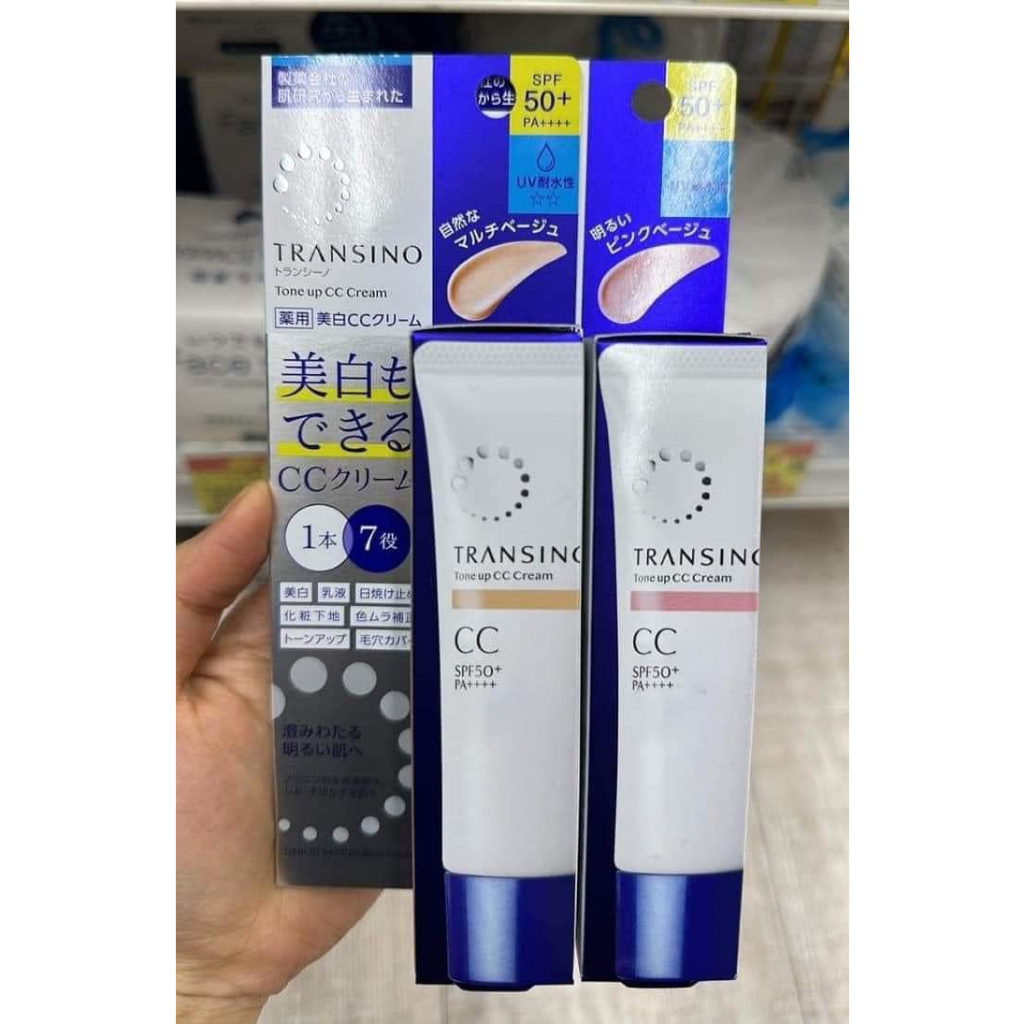 製薬会社の
肌研究から生まれた
TRANSINO
トランシーノ
Tone up CC Cream
薬用 美白CCクリーム
美白も
できる
CCクリーム
1本 7役
美白 乳液 日焼け止め
化粧下地 色ムラ補正
トーンアップ 毛穴カバー
澄みわたる
明るい肌へ
から生
SPF
50+
PA++++
UV耐水性
☆☆
自然な
マルチベージュ
SPF
50+
PA++++
明るい
ピンクベージュ
TRANSINO
Tone up CC Cream
CC
SPF50+
PA++++
TRANSINO
Tone up CC Cream
CC
SPF50+
PA++++